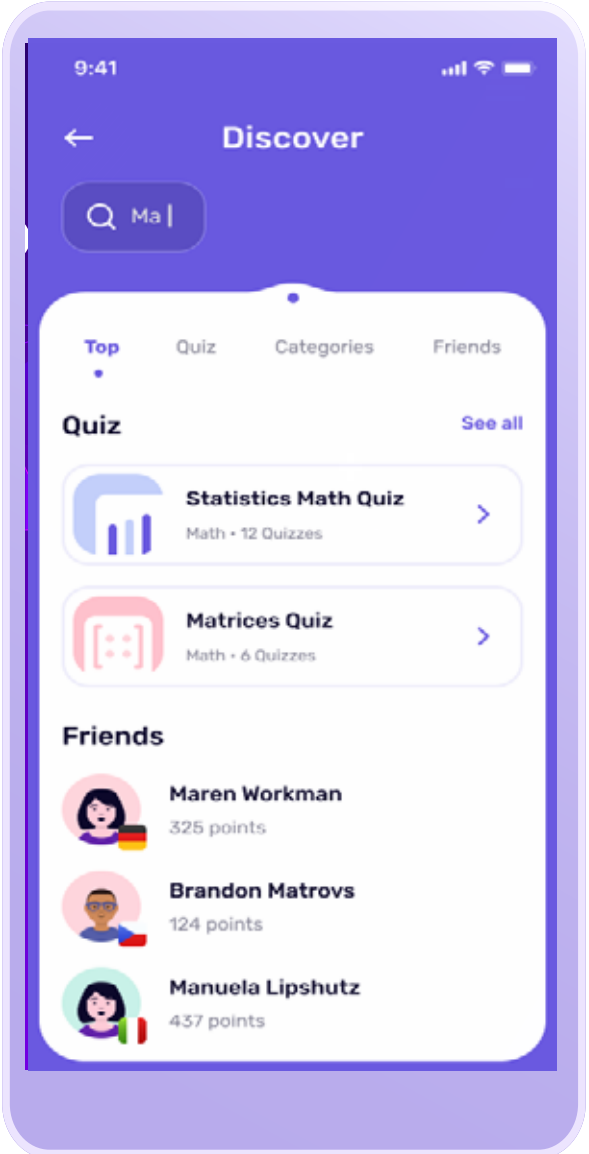 9:41
Discover
Ma
Top Quiz Categories Friends
Quiz See all
Statistics Math Quiz
Math • 12 Quizzes
Matrices Quiz
Math • 6 Quizzes
Friends
Maren Workman
325 points
Brandon Matrovs
124 points
Manuela Lipshutz
437 points